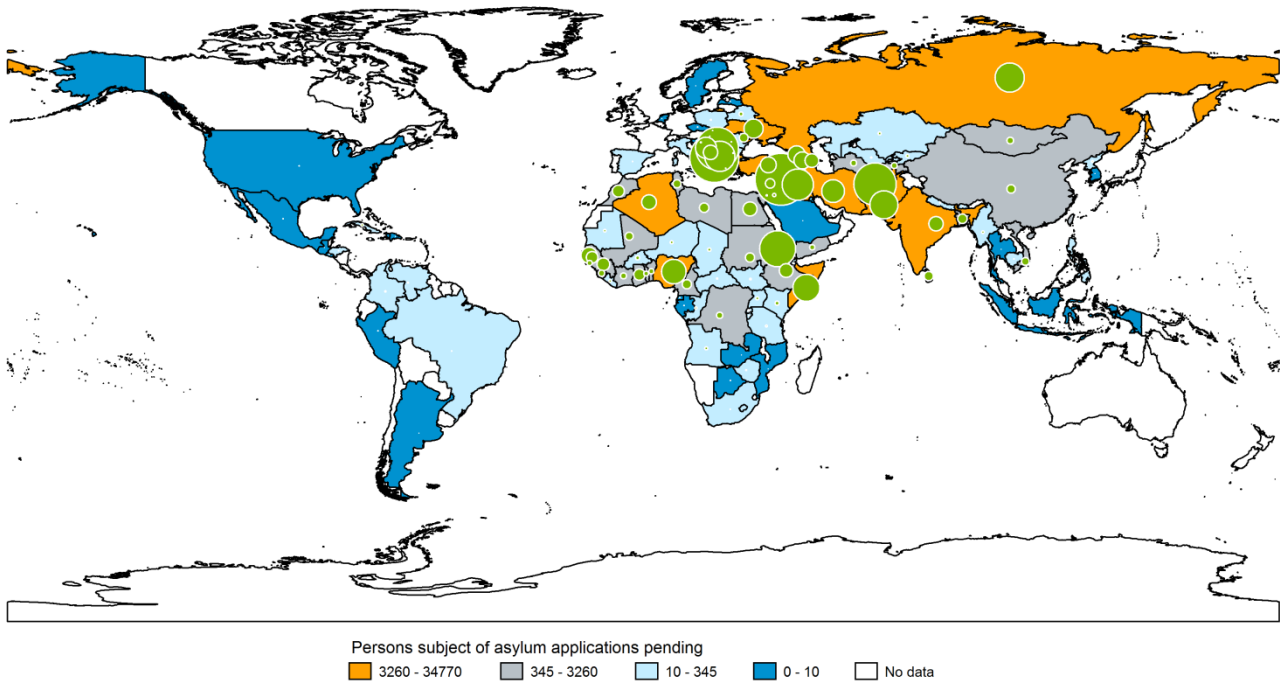 Persons subject of asylum applications pending
3260 - 34770 345 - 3260 10 - 345 0 - 10 No data